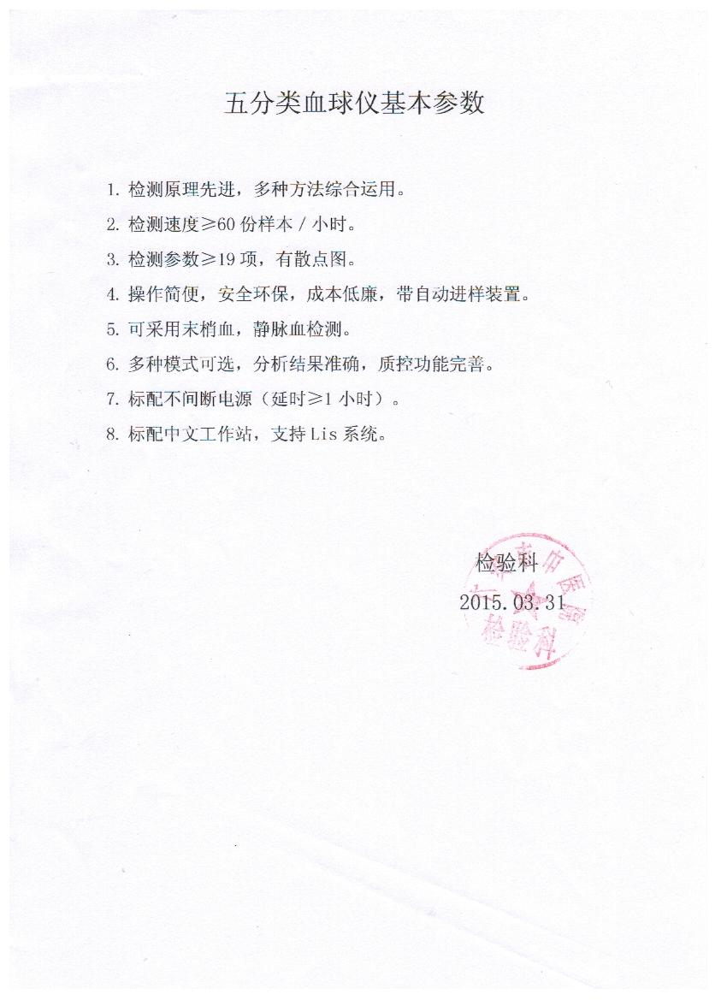 五分类血球仪基本参数
1. 检测原理先进，多种方法综合运用。
2. 检测速度≥60 份样本／小时。
3. 检测参数≥19 项，有散点图。
4. 操作简便，安全环保，成本低廉，带自动进样装置。
5. 可采用末梢血，静脉血检测。
6. 多种模式可选，分析结果准确，质控功能完善。
7. 标配不间断电源（延时≥1 小时）。
8. 标配中文工作站，支持 Lis 系统。
检验科
2015.03.31
市中医院
检验科